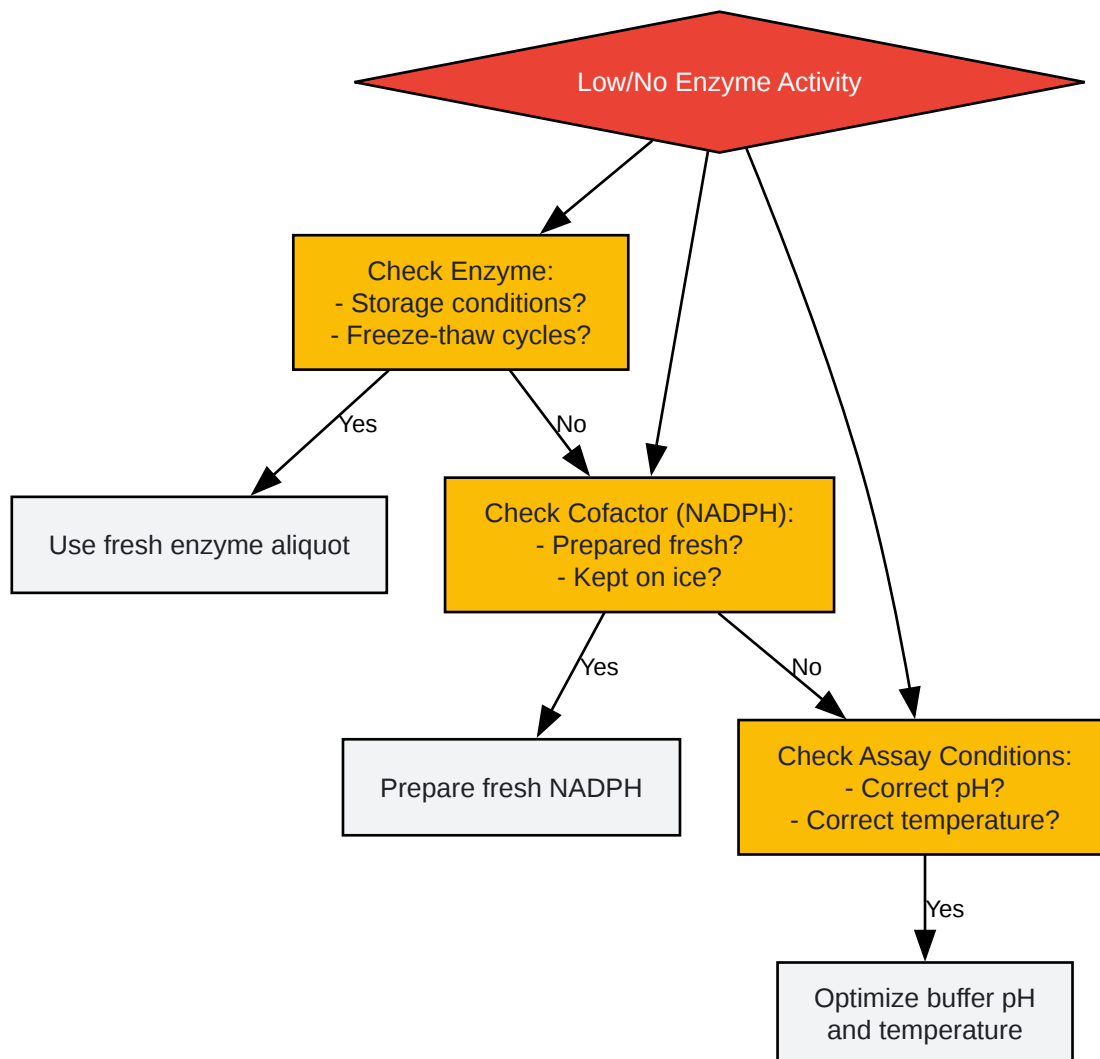 Low/No Enzyme Activity
Check Enzyme:
- Storage conditions?
- Freeze-thaw cycles?
Yes
No
Use fresh enzyme aliquot
Check Cofactor (NADPH):
- Prepared fresh?
- Kept on ice?
Yes
No
Prepare fresh NADPH
Check Assay Conditions:
- Correct pH?
- Correct temperature?
Yes
Optimize buffer pH
and temperature